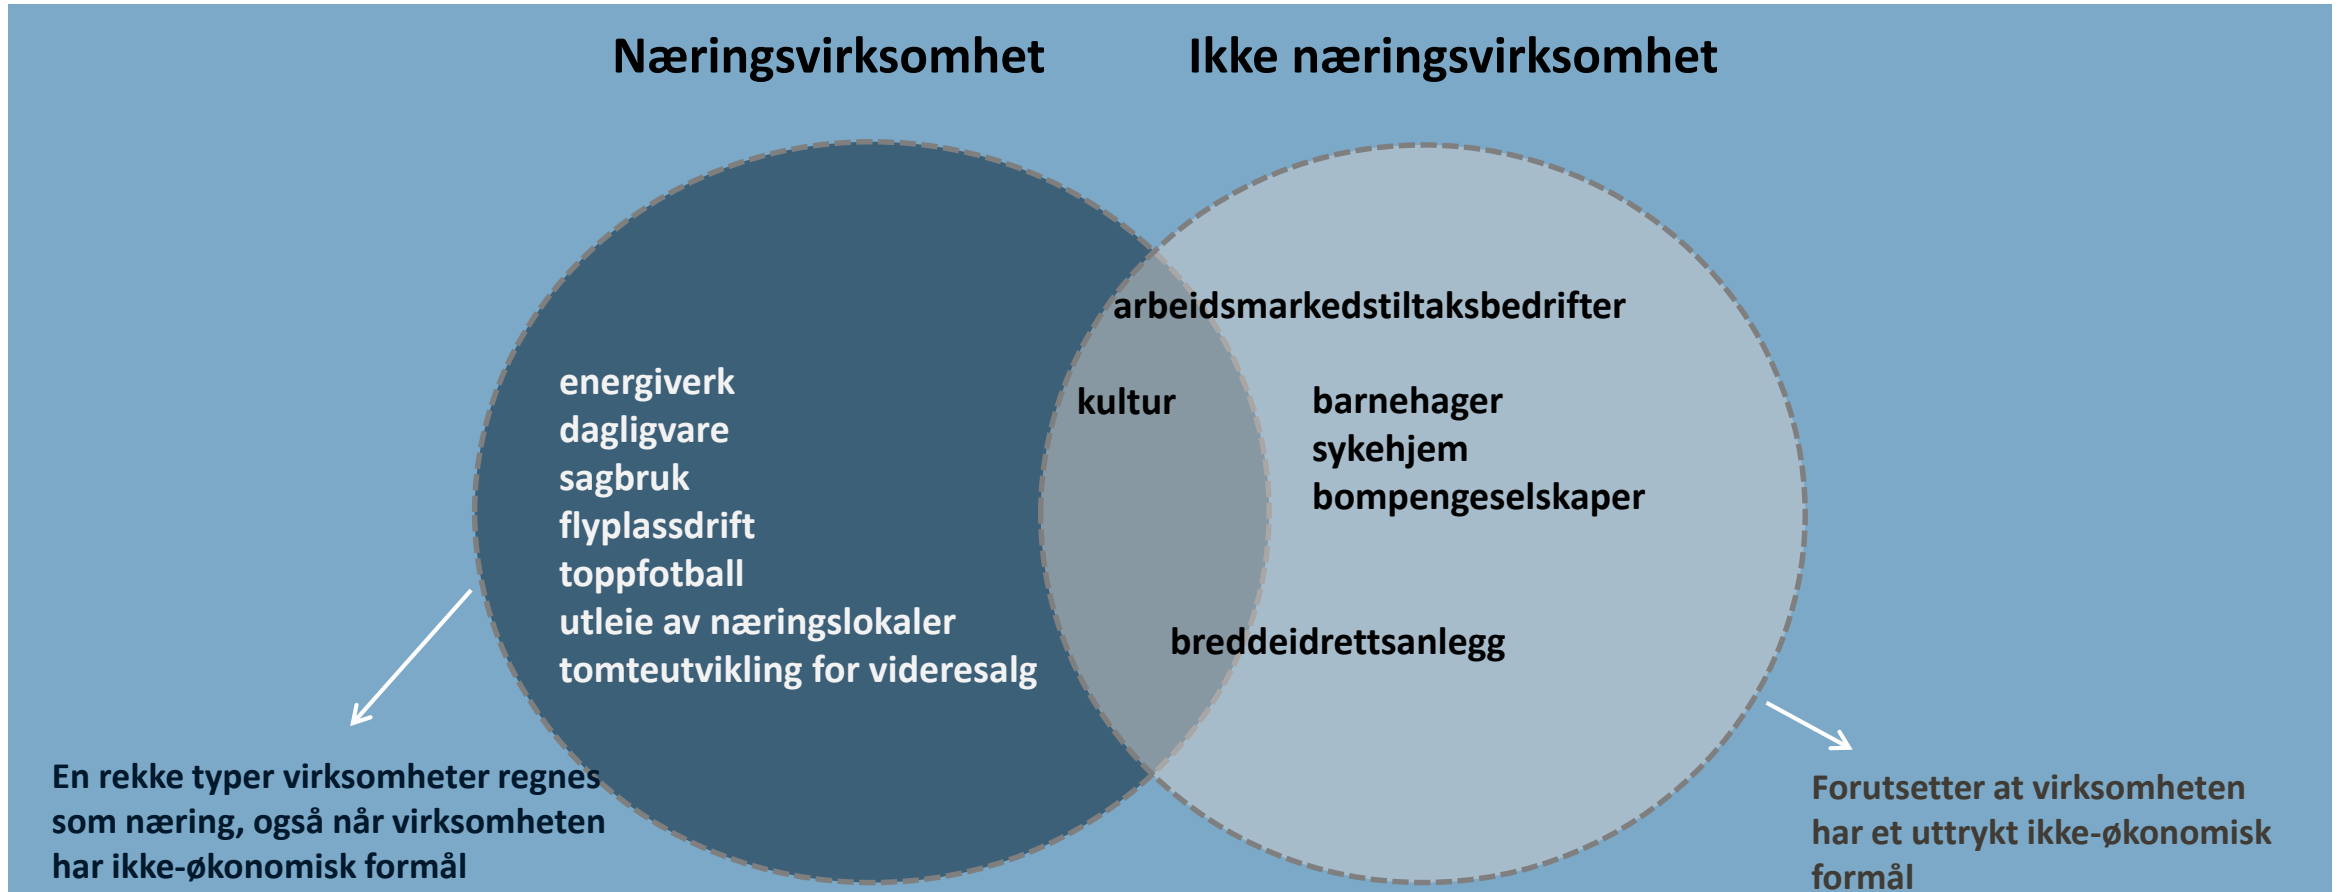 Næringsvirksomhet
Ikke næringsvirksomhet
arbeidsmarkedstiltaksbedrifter
energiverk
dagligvare
sagbruk
flyplassdrift
toppfotball
utleie av næringslokaler
tomteutvikling for videresalg
kultur
barnehager
sykehjem
bompengeselskaper
breddeidrettsanlegg
En rekke typer virksomheter regnes
som næring, også når virksomheten
har ikke-økonomisk formål
Forutsetter at virksomheten
har et uttrykt ikke-økonomisk
formål